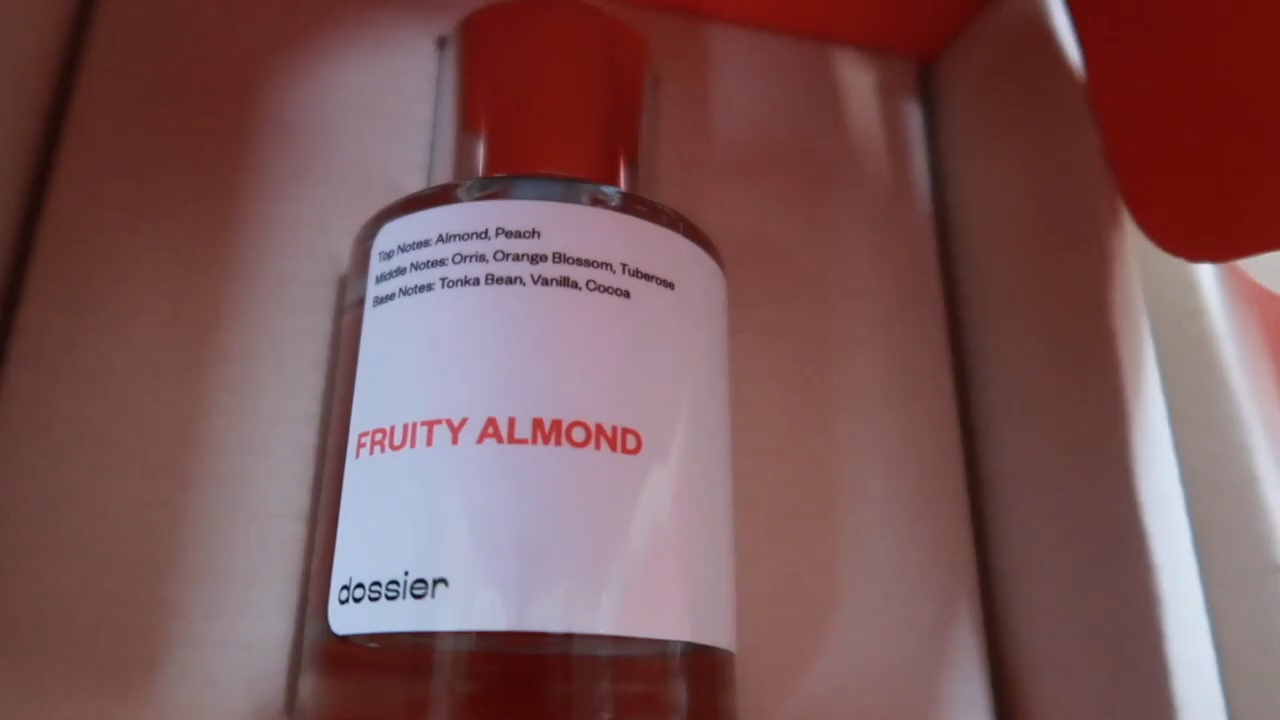 Top Notes: Almond, Peach
Middle Notes: Orris, Orange Blossom, Tuberose
Base Notes: Tonka Bean, Vanilla, Cocoa
FRUITY ALMOND
dossier